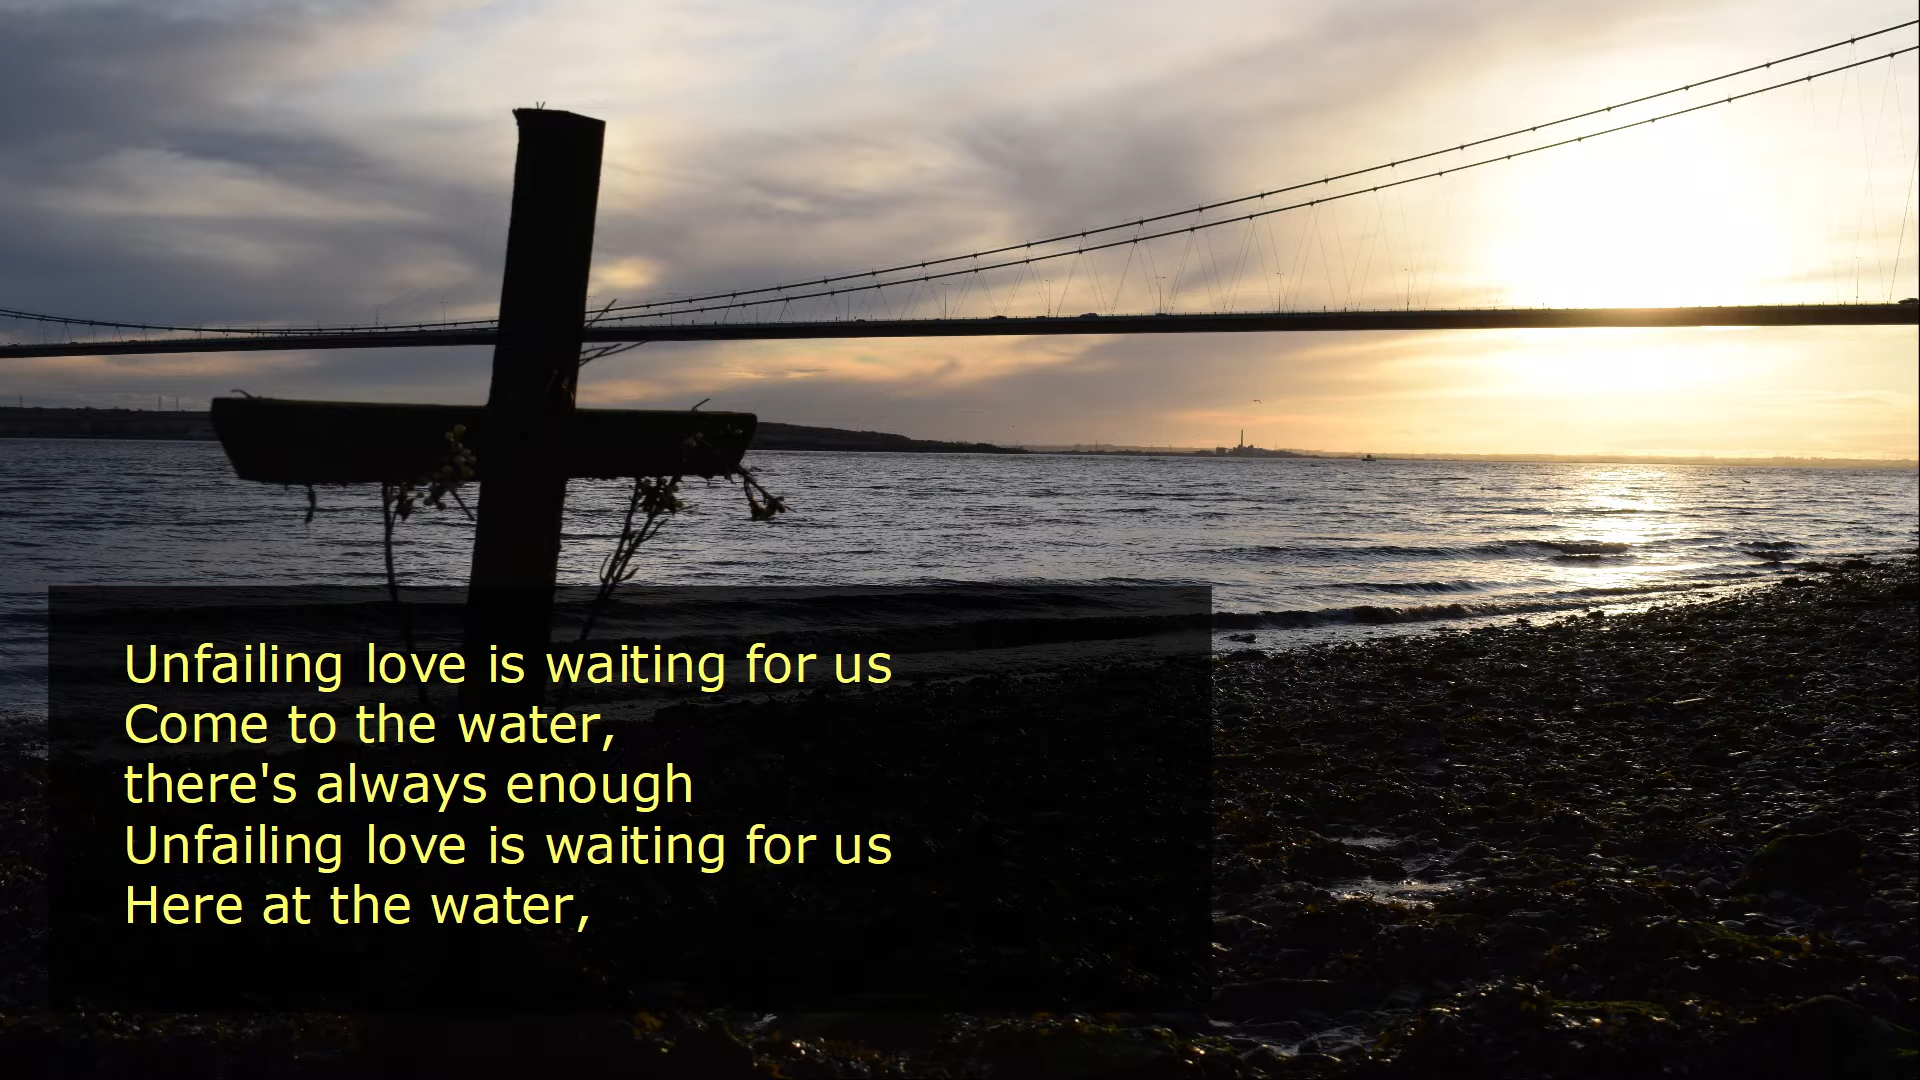 Unfailing love is waiting for us
Come to the water,
there's always enough
Unfailing love is waiting for us
Here at the water,